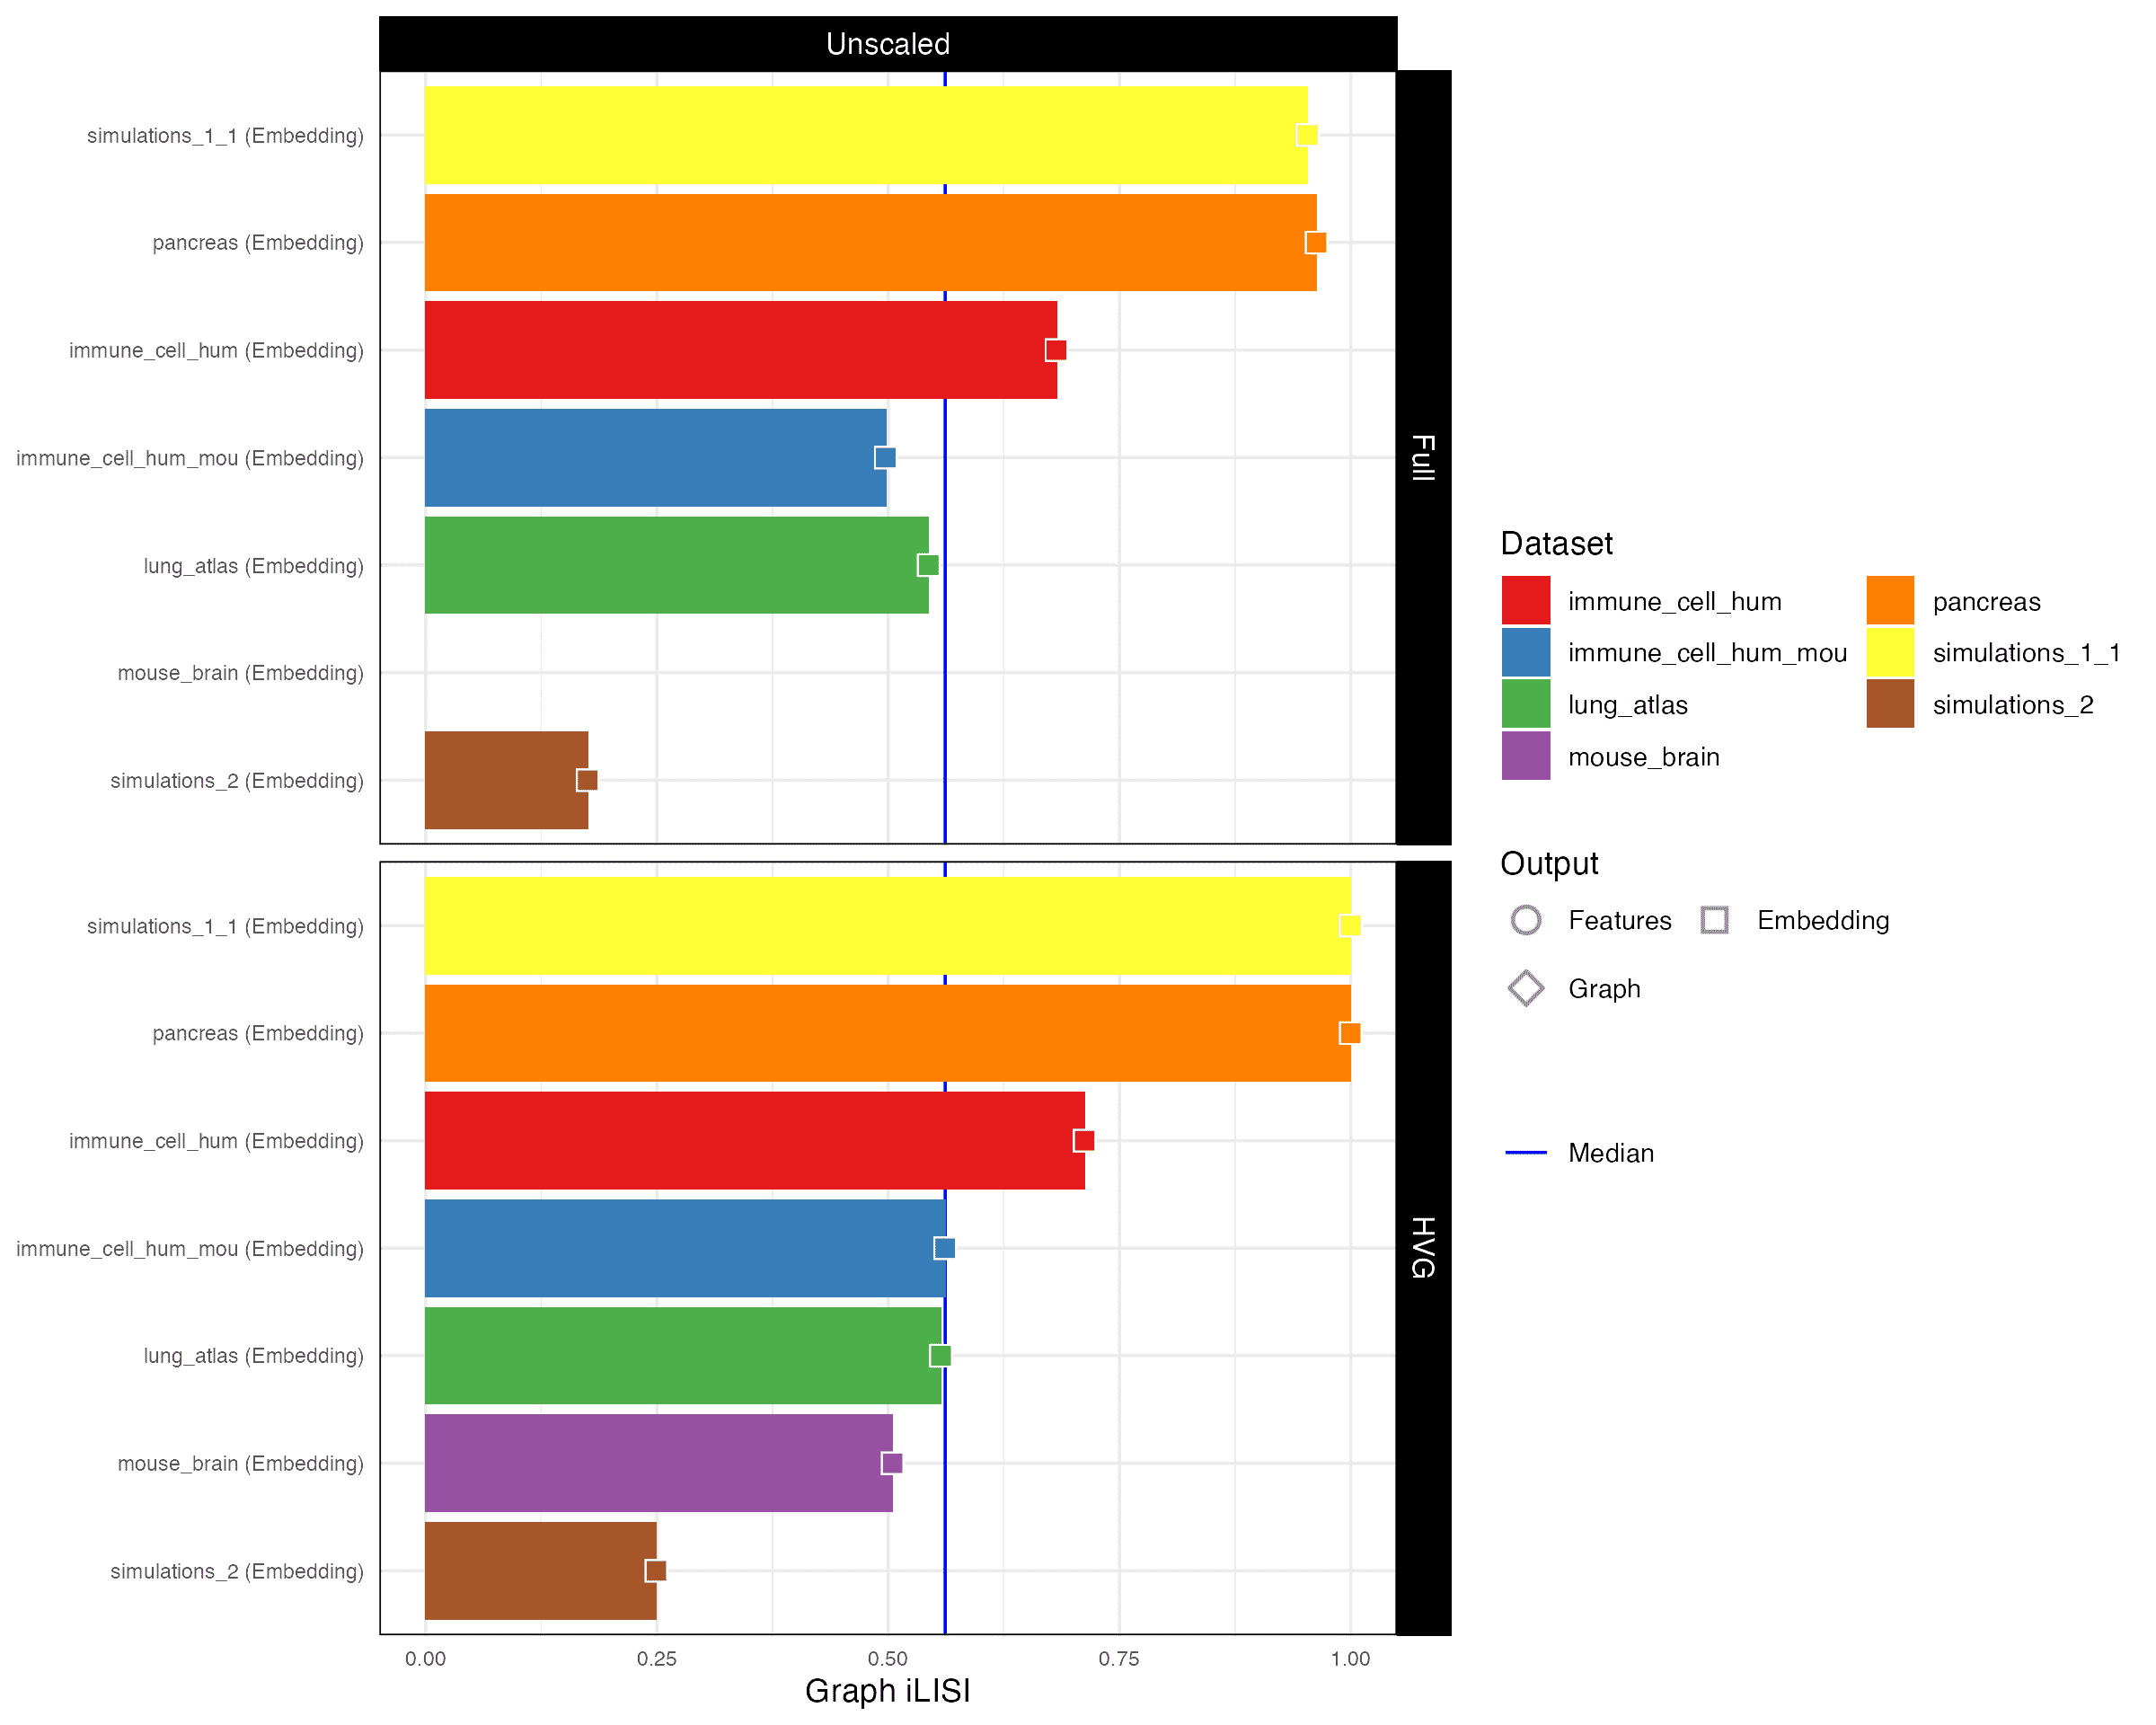 Unscaled
simulations_1_1 (Embedding)
pancreas (Embedding)
immune_cell_hum (Embedding)
immune_cell_hum_mou (Embedding)
lung_atlas (Embedding)
mouse_brain (Embedding)
simulations_2 (Embedding)
Full
simulations_1_1 (Embedding)
pancreas (Embedding)
immune_cell_hum (Embedding)
immune_cell_hum_mou (Embedding)
lung_atlas (Embedding)
mouse_brain (Embedding)
simulations_2 (Embedding)
HVG
0.00 0.25 0.50 0.75 1.00
Graph iLISI
Dataset
immune_cell_hum pancreas
immune_cell_hum_mou simulations_1_1
lung_atlas simulations_2
mouse_brain
Output
Features Embedding
Graph
Median